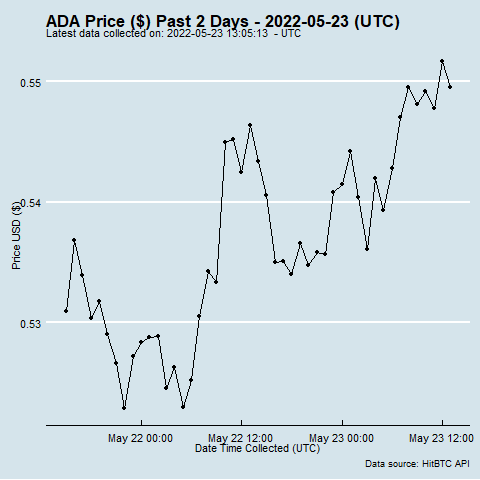 ADA Price ($) Past 2 Days - 2022-05-23 (UTC)
Latest data collected on: 2022-05-23 13:05:13 - UTC
0.55
0.54
0.53
Price USD ($)
May 22 00:00
May 22 12:00
May 23 00:00
May 23 12:00
Date Time Collected (UTC)
Data source: HitBTC API